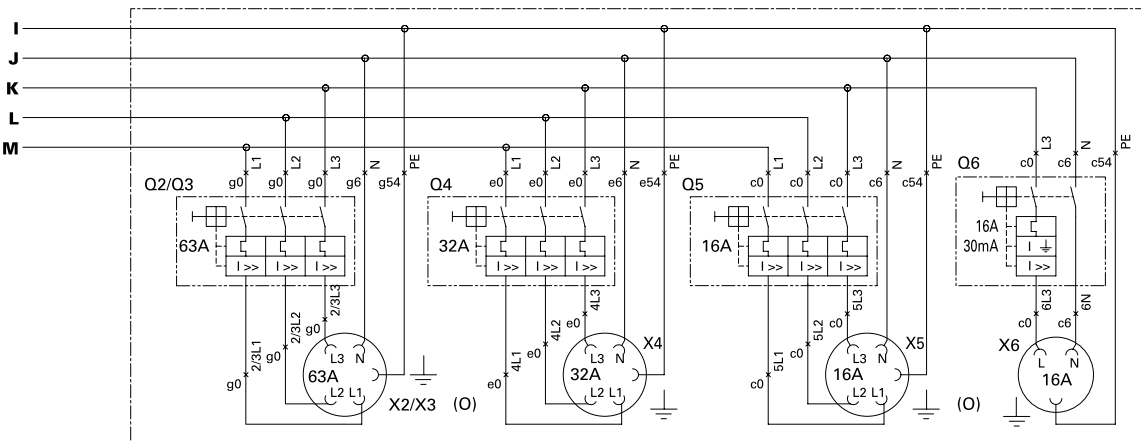 I
J
K
L
M
L1
L2
L3
N
PE
L1
L2
L3
N
PE
L1
L2
L3
N
PE
L3
N
PE
g0
g0
g0
g6
g54
e0
e0
e0
e6
e54
c0
c0
c0
c6
c54
c0
c6
c54
Q2/Q3
Q4
Q5
Q6
63A
32A
16A
16A
30mA
I
I >>
I >>
I >>
I >>
I >>
I >>
I >>
I >>
I >>
I >>
2/3L1
2/3L2
2/3L3
g0
g0
g0
4L1
4L2
4L3
e0
e0
e0
5L1
5L2
5L3
c0
c0
c0
6L3
6N
c0
c6
L3 N
63A
L2 L1
X2/X3
(O)
L3 N
32A
L2 L1
X4
L3 N
16A
L2 L1
X5
(O)
L N
16A
X6